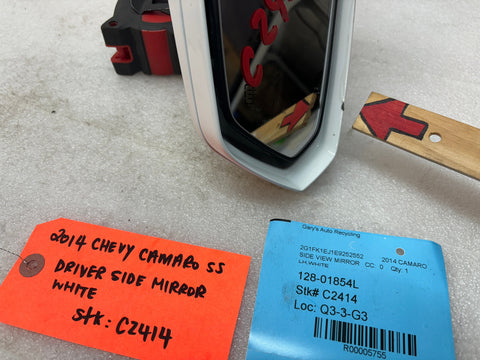 C24
2014 CHEVY CAMARO SS
DRIVER SIDE MIRROR
WHITE
Stk: C2414
Gary's Auto Recycling
2G1FK1EJ1E9252552 2014 CAMARO
SIDE VIEW MIRROR CC: 0 Qty: 1
LH,WHITE
128-01854L
Stk# C2414
Loc: Q3-3-G3
R00005755